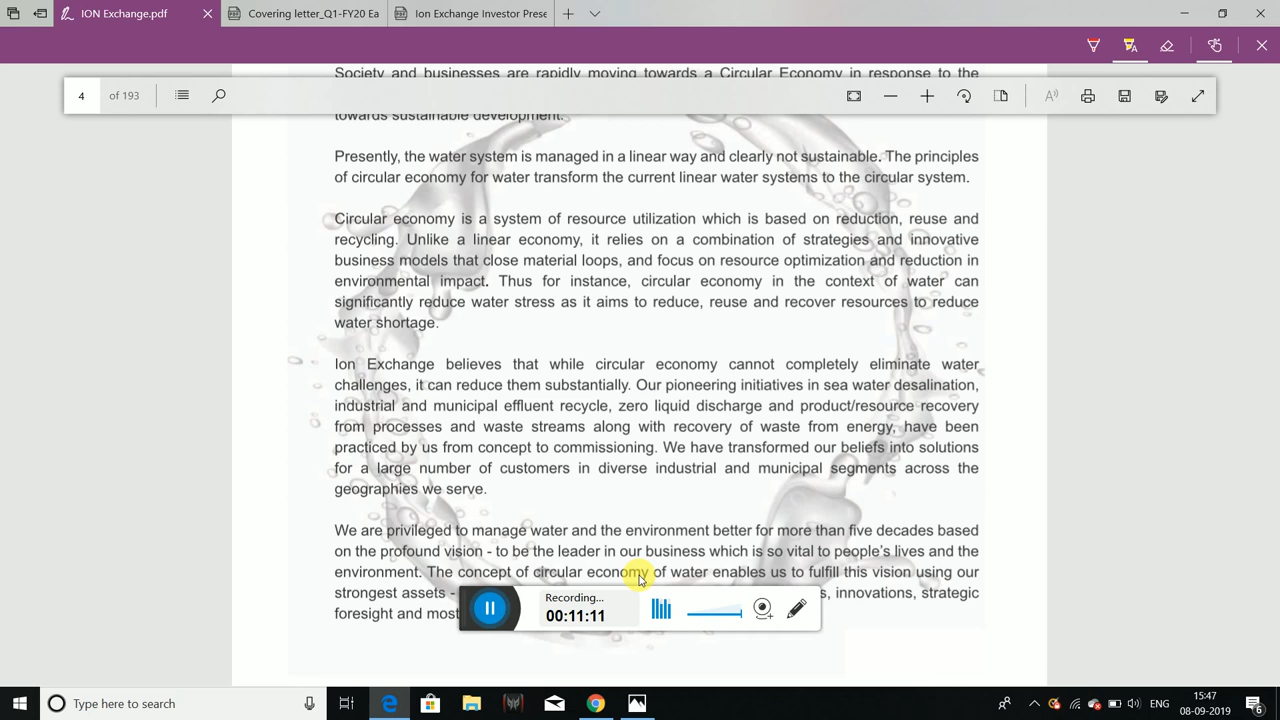 ION Exchange.pdf
Covering letter_Q1-FY20 Ea
Ion Exchange Investor Prese
Society and businesses are rapidly moving towards a Circular Economy in response to the
4 of 193
towards sustainable development.
Presently, the water system is managed in a linear way and clearly not sustainable. The principles
of circular economy for water transform the current linear water systems to the circular system.
Circular economy is a system of resource utilization which is based on reduction, reuse and
recycling. Unlike a linear economy, it relies on a combination of strategies and innovative
business models that close material loops, and focus on resource optimization and reduction in
environmental impact. Thus for instance, circular economy in the context of water can
significantly reduce water stress as it aims to reduce, reuse and recover resources to reduce
water shortage.
Ion Exchange believes that while circular economy cannot completely eliminate water
challenges, it can reduce them substantially. Our pioneering initiatives in sea water desalination,
industrial and municipal effluent recycle, zero liquid discharge and product/resource recovery
from processes and waste streams along with recovery of waste from energy, have been
practiced by us from concept to commissioning. We have transformed our beliefs into solutions
for a large number of customers in diverse industrial and municipal segments across the
geographies we serve.
We are privileged to manage water and the environment better for more than five decades based
on the profound vision - to be the leader in our business which is so vital to people's lives and the
environment. The concept of circular economy of water enables us to fulfill this vision using our
strongest assets - s, innovations, strategic
foresight and most
Recording...
00:11:11
Type here to search
ENG
15:47
08-09-2019
6